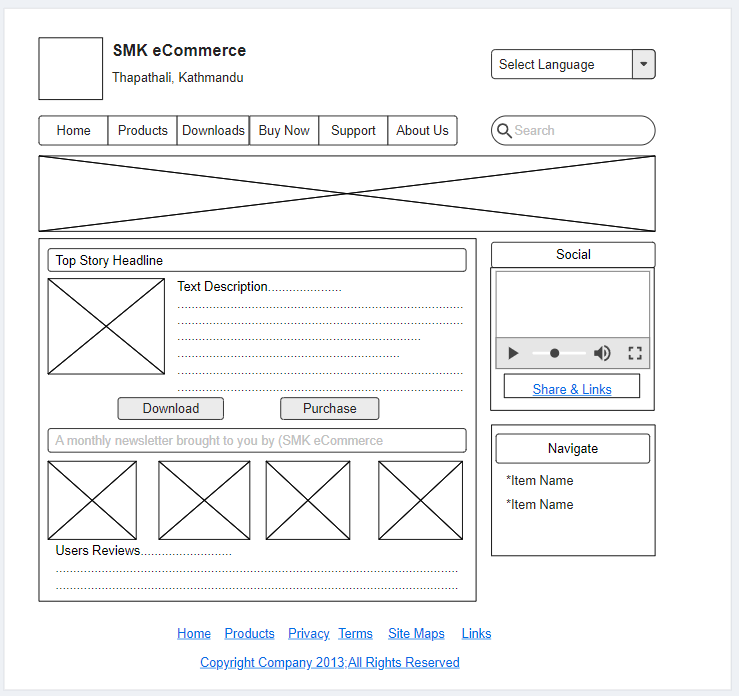 SMK eCommerce
Thapathali, Kathmandu
Select Language
Home Products Downloads Buy Now Support About Us
Search
Top Story Headline
Social
Text Description.....................
Share & Links
Download Purchase
A monthly newsletter brought to you by (SMK eCommerce
Navigate
*Item Name
*Item Name
Users Reviews..........................
Home Products Privacy Terms Site Maps Links
Copyright Company 2013;All Rights Reserved